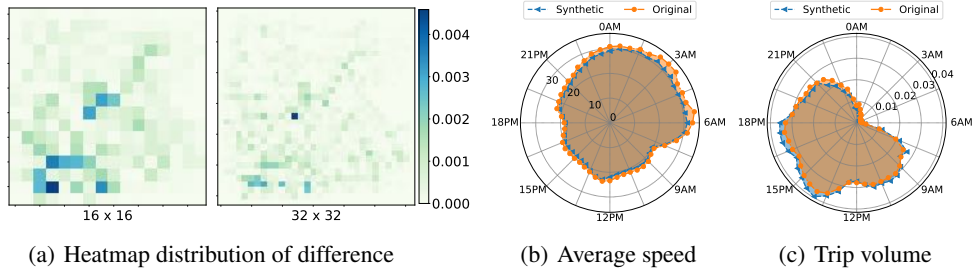 16 x 16
32 x 32
0.004
0.003
0.002
0.001
0.000
(a) Heatmap distribution of difference
Synthetic Original
0AM
3AM
6AM
9AM
12PM
15PM
18PM
21PM
30
20
10
0
(b) Average speed
Synthetic Original
0AM
3AM
6AM
9AM
12PM
15PM
18PM
21PM
0.04
0.03
0.02
0.01
(c) Trip volume